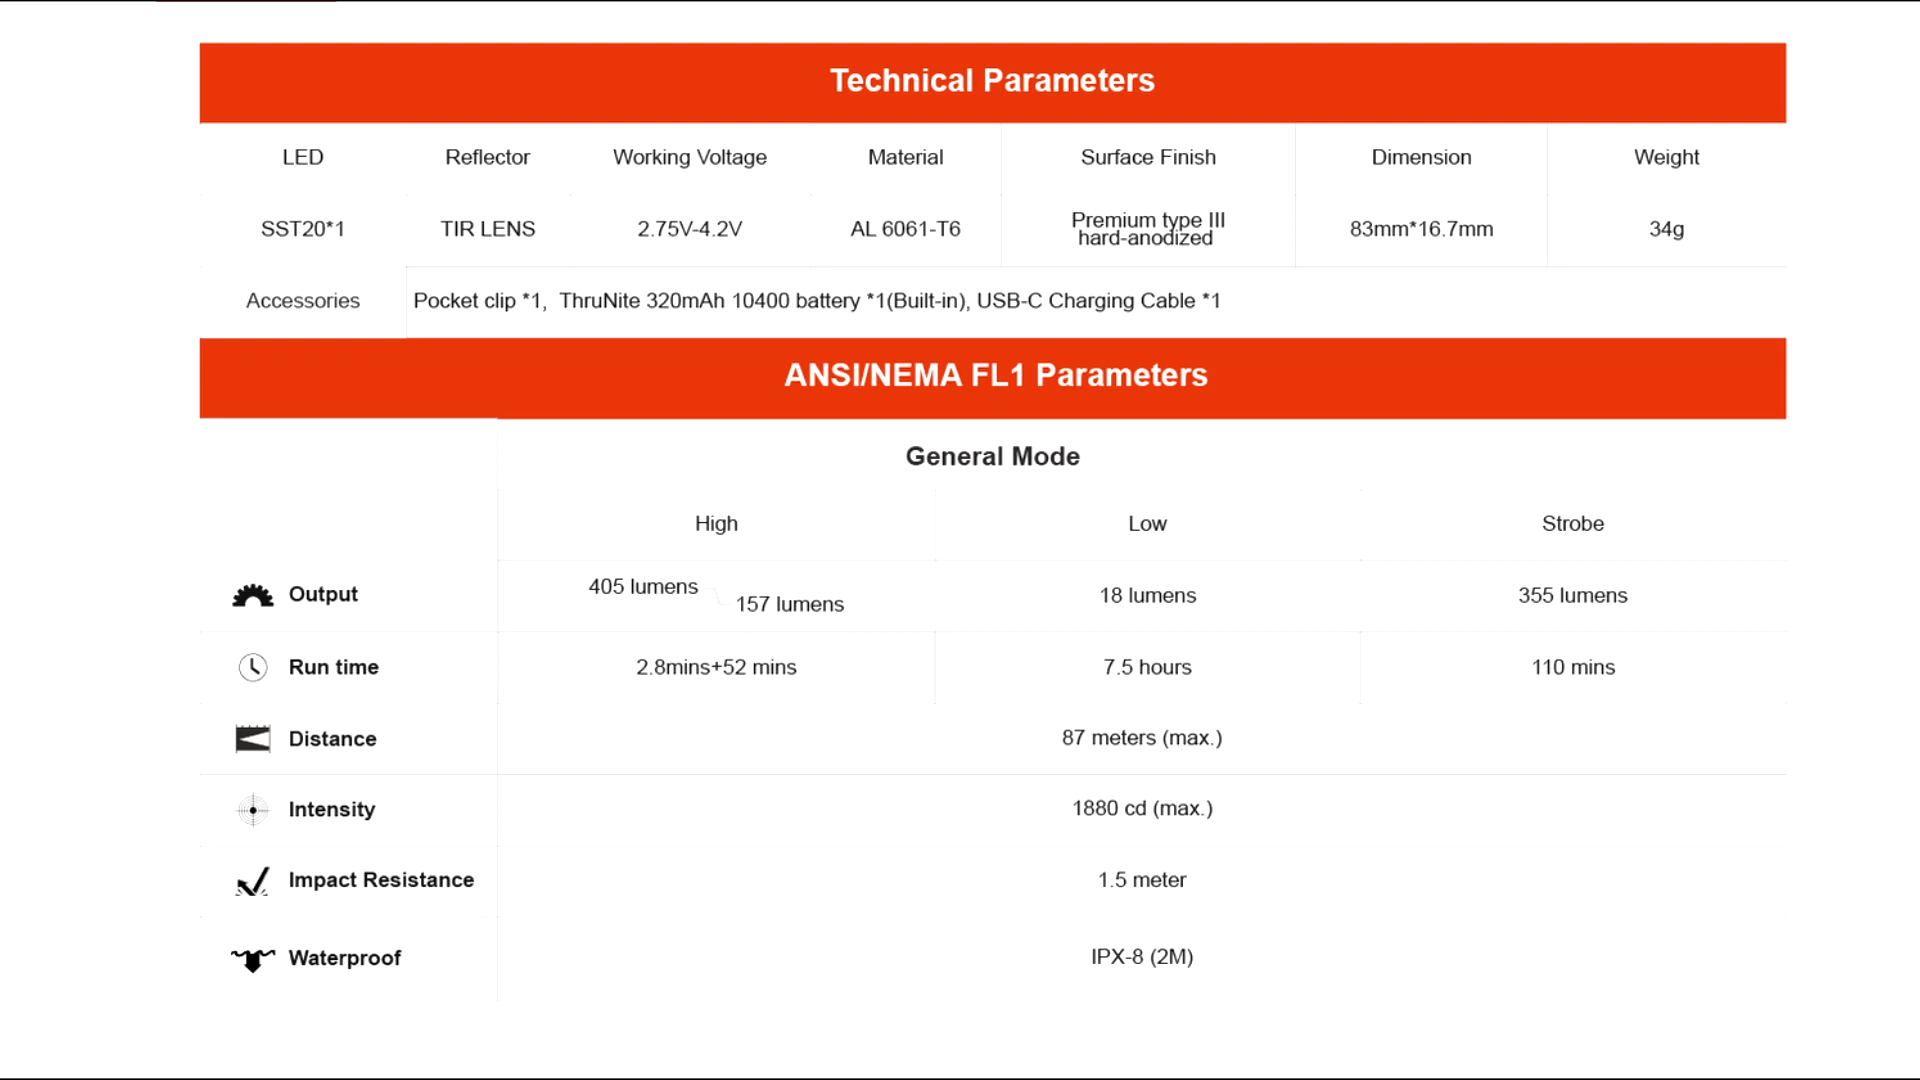 Technical Parameters
LED Reflector Working Voltage Material Surface Finish Dimension Weight
SST20*1 TIR LENS 2.75V-4.2V AL 6061-T6 Premium type III hard-anodized 83mm*16.7mm 34g
Accessories Pocket clip *1, ThruNite 320mAh 10400 battery *1(Built-in), USB-C Charging Cable *1
ANSI/NEMA FL1 Parameters
General Mode
High Low Strobe
Output 405 lumens 157 lumens 18 lumens 355 lumens
Run time 2.8mins+52 mins 7.5 hours 110 mins
Distance 87 meters (max.)
Intensity 1880 cd (max.)
Impact Resistance 1.5 meter
Waterproof IPX-8 (2M)